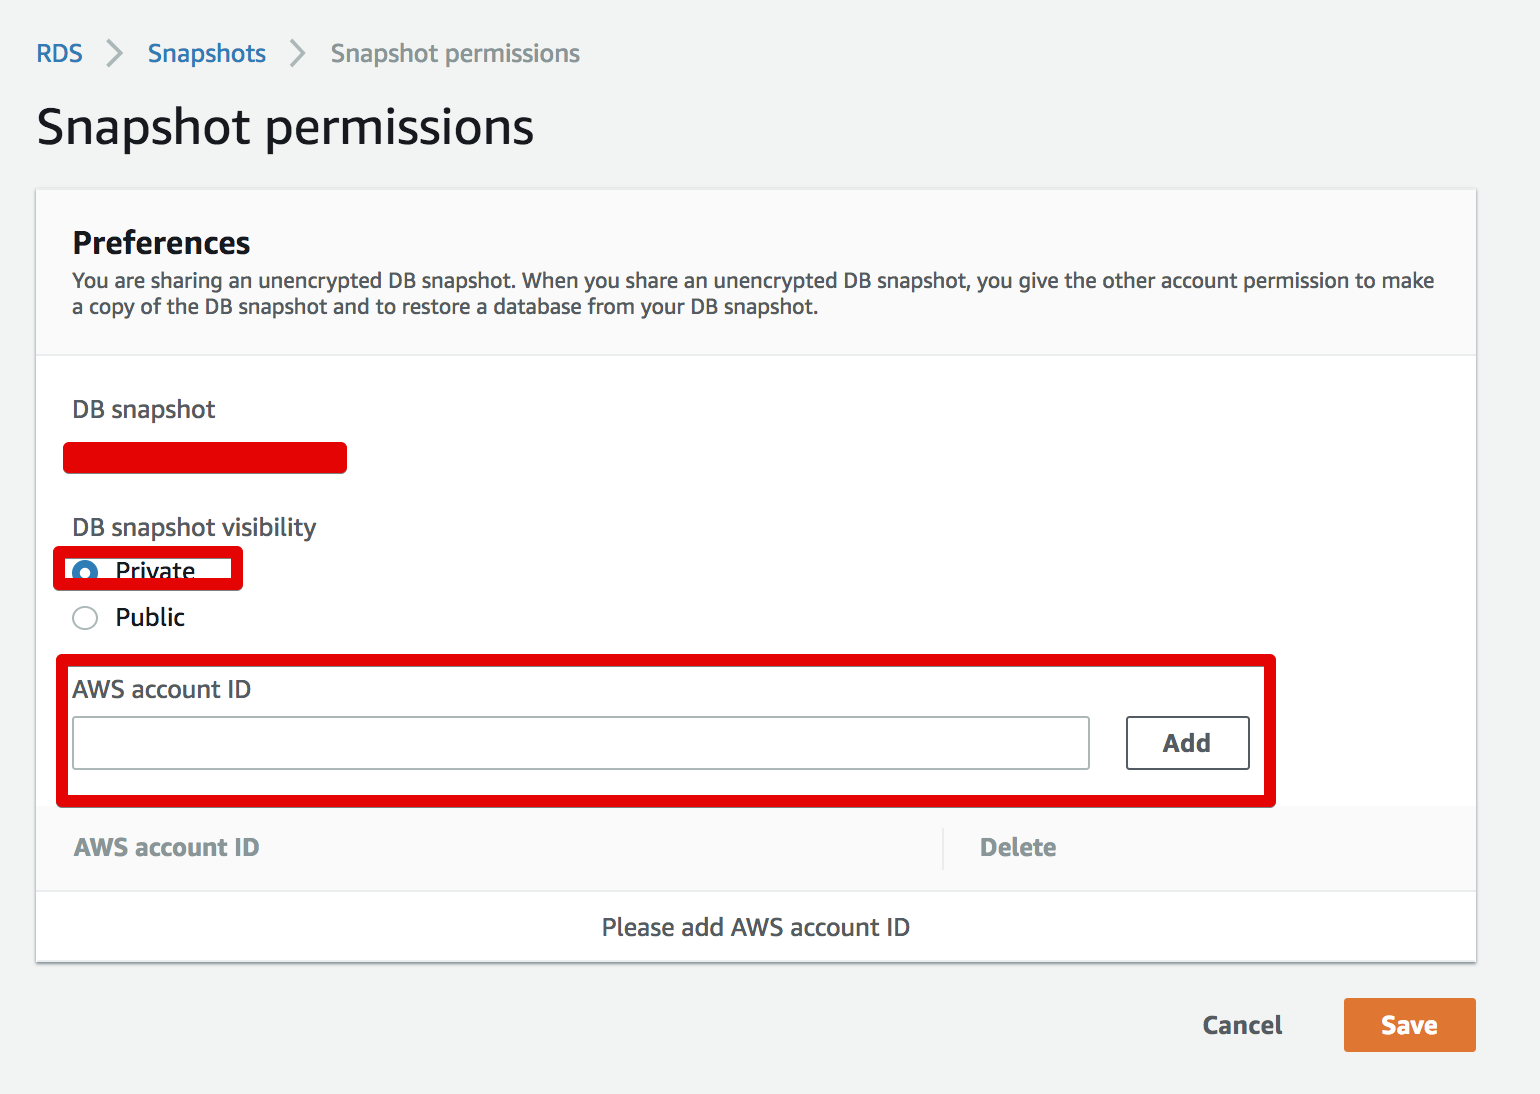 RDS > Snapshots > Snapshot permissions
Snapshot permissions
Preferences
You are sharing an unencrypted DB snapshot. When you share an unencrypted DB snapshot, you give the other account permission to make
a copy of the DB snapshot and to restore a database from your DB snapshot.
DB snapshot
DB snapshot visibility
Private
Public
AWS account ID
Add
AWS account ID Delete
Please add AWS account ID
Cancel Save